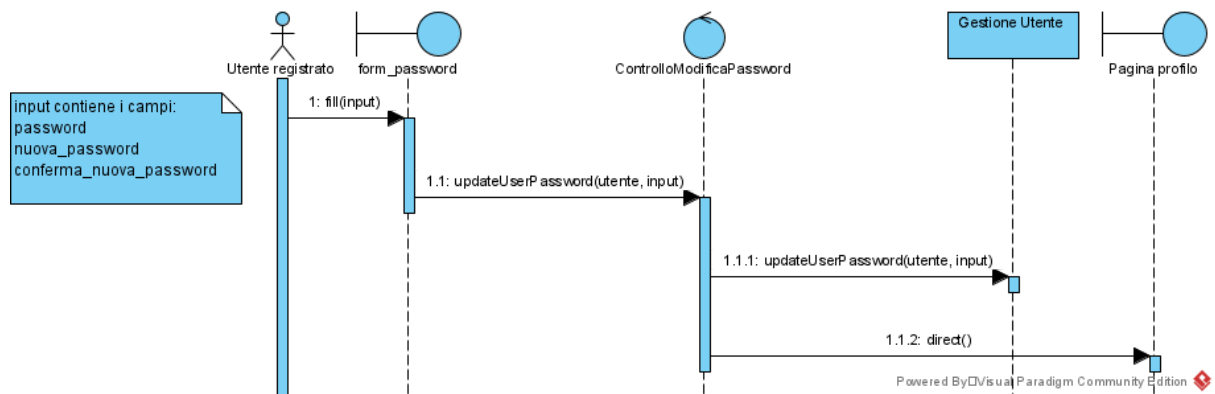 Gestione Utente
Utente registrato
form_password
ControlloModificaPassword
Pagina profilo
input contiene i campi:
password
nuova_password
conferma_nuova_password
1: fill(input)
1.1: updateUserPassword(utente, input)
1.1.1: updateUserPassword(utente, input)
1.1.2: direct()
Powered By Visual Paradigm Community Edition